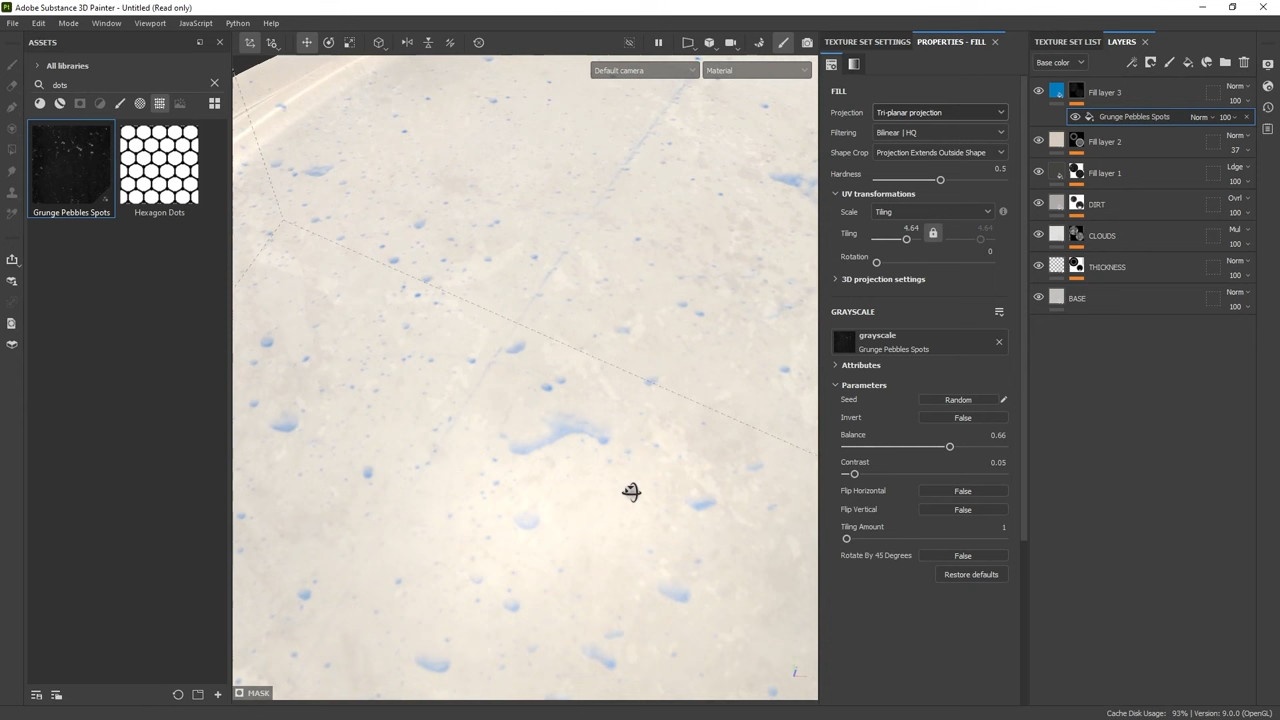 Adobe Substance 3D Painter - Untitled (Read only)
File Edit Mode Window Viewport JavaScript Python Help
ASSETS
All libraries
dots
Grunge Pebbles Spots
Hexagon Dots
Default camera
Material
MASK
TEXTURE SET SETTINGS
PROPERTIES - FILL
FILL
Projection Tri-planar projection
Filtering Bilinear | HQ
Shape Crop Projection Extends Outside Shape
Hardness 0.5
UV transformations
Scale Tiling
Tiling 4.64 4.64
Rotation 0
3D projection settings
GRAYSCALE
grayscale
Grunge Pebbles Spots
Attributes
Parameters
Seed Random
Invert False
Balance 0.66
Contrast 0.05
Flip Horizontal False
Flip Vertical False
Tiling Amount 1
Rotate By 45 Degrees False
Restore defaults
TEXTURE SET LIST
LAYERS
Base color
Fill layer 3 Norm 100
Grunge Pebbles Spots Norm 100
Fill layer 2 Norm 37
Fill layer 1 Ldge 100
DIRT Ovrl 100
CLOUDS Mul 100
THICKNESS Norm 100
BASE Norm 100
Cache Disk Usage: 93% | Version: 9.0.0 (OpenGL)